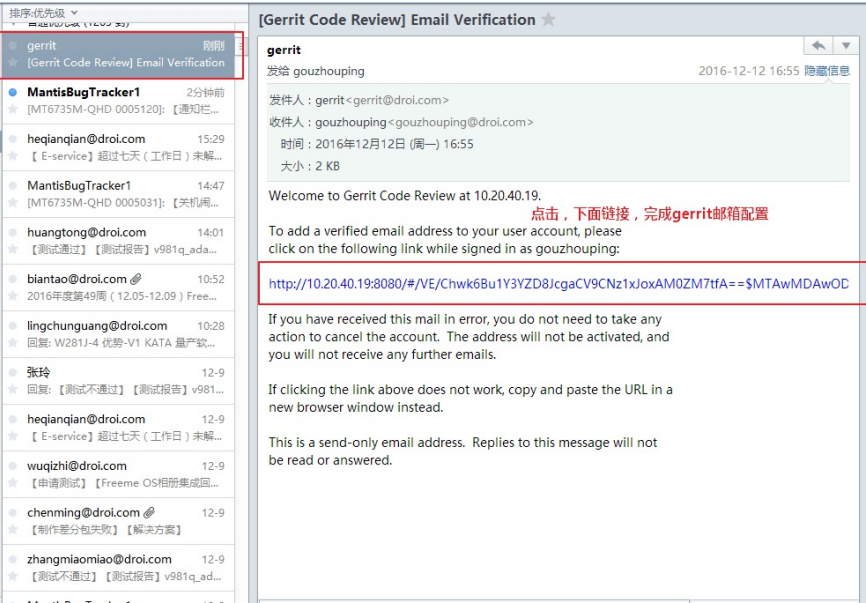 排序:优先级
普通优先级 (1263 封)
gerrit 刚刚
[Gerrit Code Review] Email Verification
MantisBugTracker1 2分钟前
[MT6735M-QHD 0005120]: 【通知栏...
heqianqian@droi.com 15:29
【 E-service】超过七天（工作日）未解...
MantisBugTracker1 14:47
[MT6735M-QHD 0005031]: 【关机闹...
huangtong@droi.com 14:01
【测试通过】【测试报告】v981q_ada...
biantao@droi.com 10:52
2016年度第49周（12.05-12.09）Free...
lingchunguang@droi.com 10:28
回复: W281J-4 优势-V1 KATA 量产软...
张玲 12-9
回复: 【测试不通过】【测试报告】v981...
heqianqian@droi.com 12-9
【 E-service】超过七天（工作日）未解...
wuqizhi@droi.com 12-9
【申请测试】【Freeme OS相册集成回...
chenming@droi.com 12-9
【制作差分包失败】【解决方案】
zhangmiaomiao@droi.com 12-9
【测试不通过】【测试报告】v981q_ad...
[Gerrit Code Review] Email Verification
gerrit
发给 gouzhouping 2016-12-12 16:55 隐藏信息
发件人：gerrit<gerrit@droi.com>
收件人：gouzhouping<gouzhouping@droi.com>
时间：2016年12月12日 (周一) 16:55
大小：2 KB
Welcome to Gerrit Code Review at 10.20.40.19.
点击，下面链接，完成gerrit邮箱配置
To add a verified email address to your user account, please
click on the following link while signed in as gouzhouping:
http://10.20.40.19:8080/#/VE/Chwk6Bu1Y3YZD8JcgaCV9CNz1xJoxAM0ZM7tfA==$MTAwMDAwOD
If you have received this mail in error, you do not need to take any
action to cancel the account. The address will not be activated, and
you will not receive any further emails.
If clicking the link above does not work, copy and paste the URL in a
new browser window instead.
This is a send-only email address. Replies to this message will not
be read or answered.